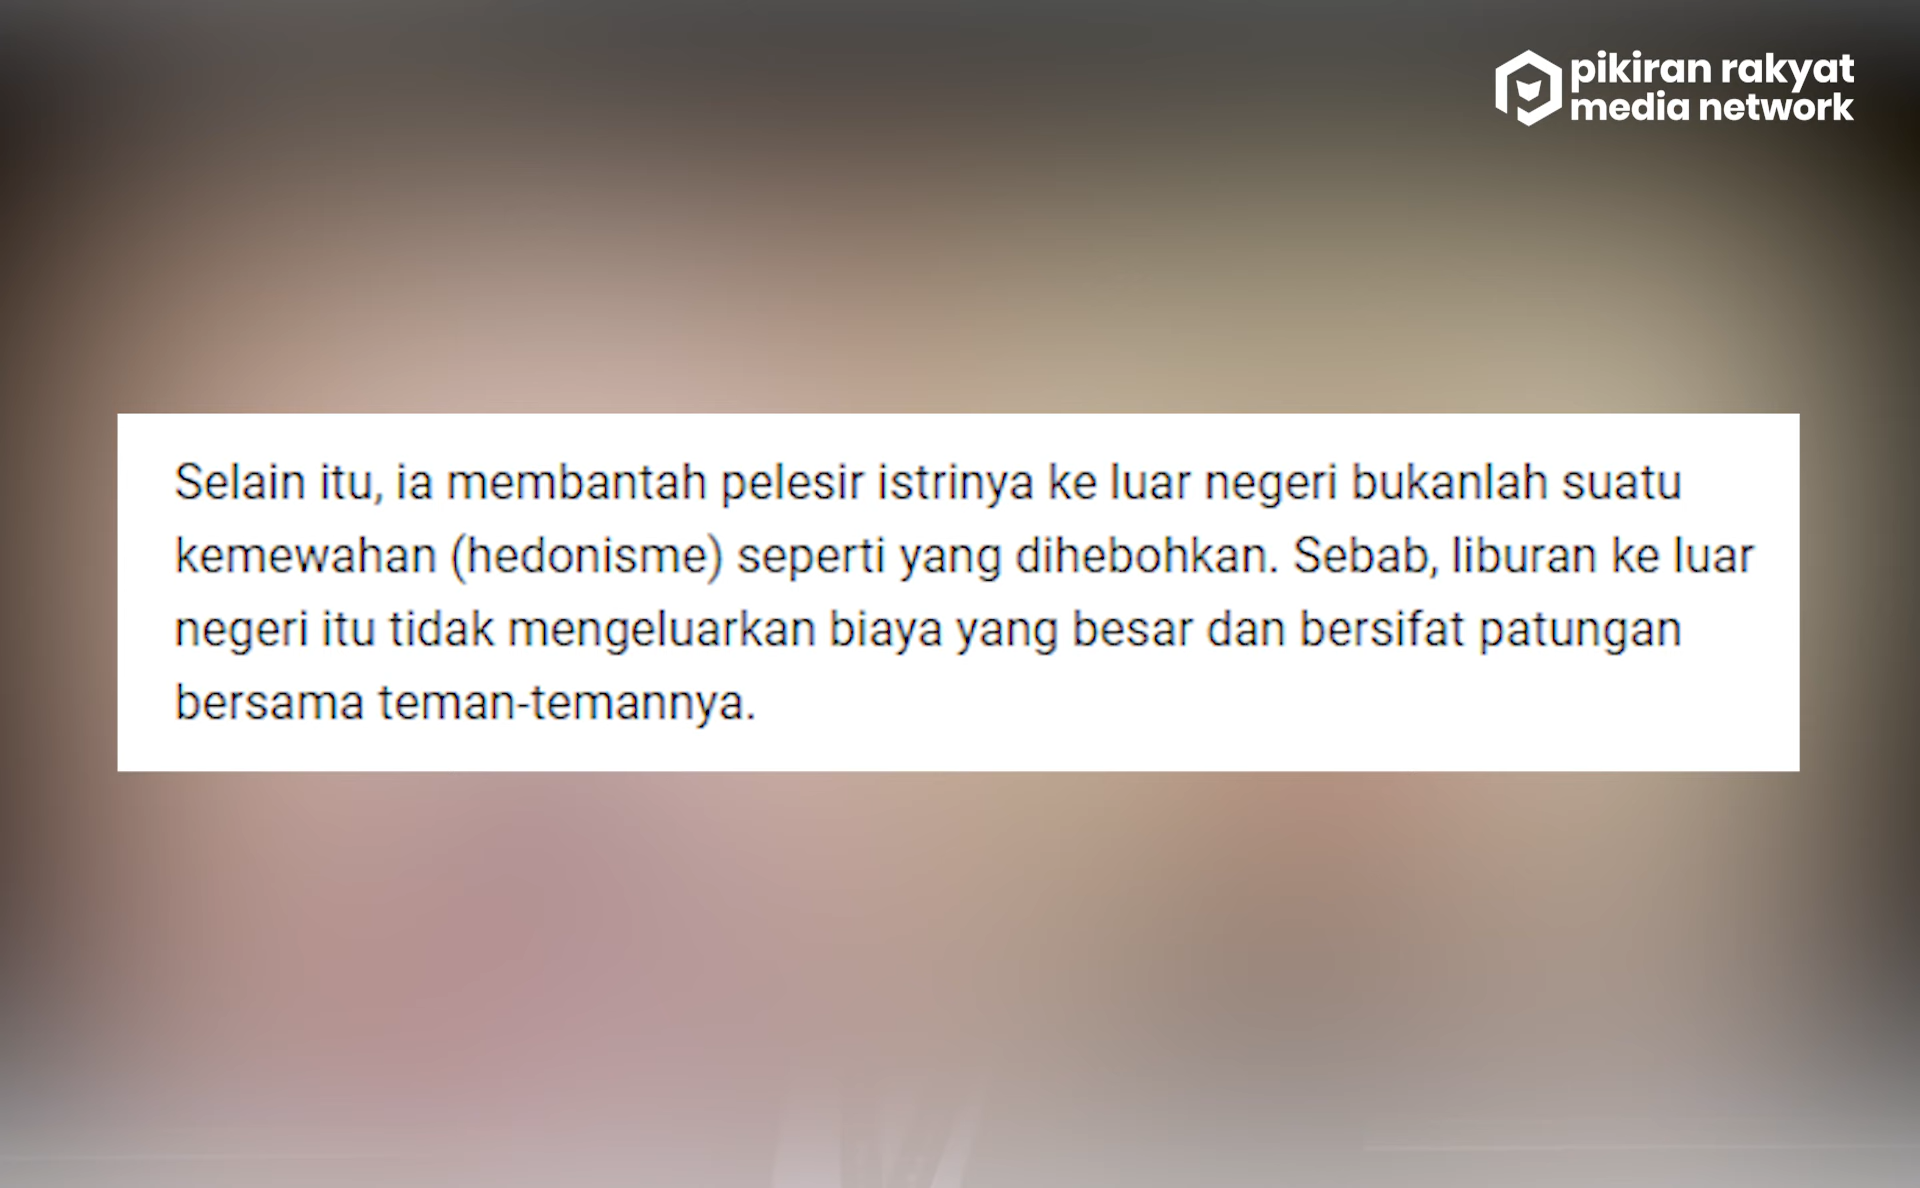 pikiran rakyat
media network
Selain itu, ia membantah pelesir istrinya ke luar negeri bukanlah suatu
kemewahan (hedonisme) seperti yang dihebohkan. Sebab, liburan ke luar
negeri itu tidak mengeluarkan biaya yang besar dan bersifat patungan
bersama teman-temannya.